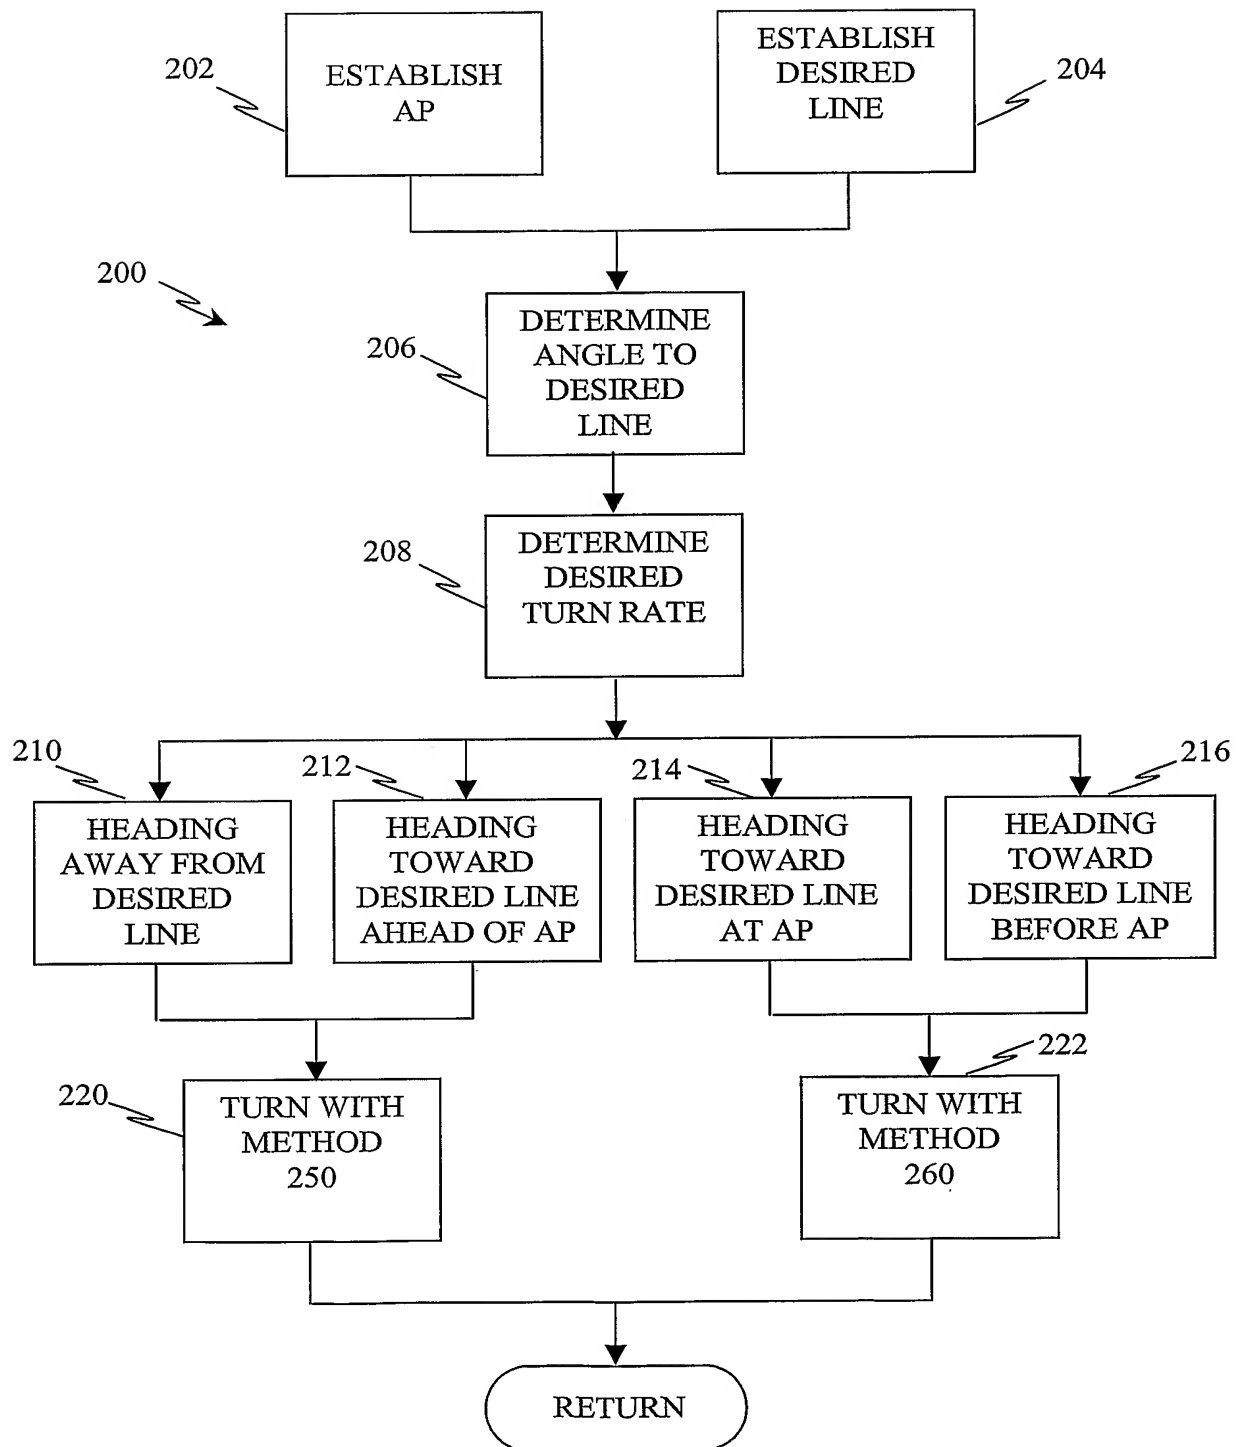 202
ESTABLISH
AP
ESTABLISH
DESIRED
LINE
204
200
206
DETERMINE
ANGLE TO
DESIRED
LINE
208
DETERMINE
DESIRED
TURN RATE
210
HEADING
AWAY FROM
DESIRED
LINE
212
HEADING
TOWARD
DESIRED LINE
AHEAD OF AP
214
HEADING
TOWARD
DESIRED LINE
AT AP
216
HEADING
TOWARD
DESIRED LINE
BEFORE AP
220
TURN WITH
METHOD
250
222
TURN WITH
METHOD
260
RETURN